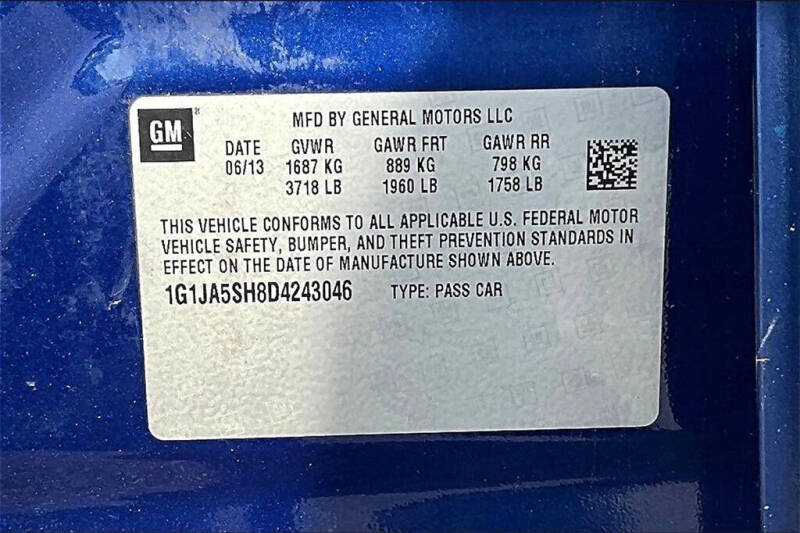 GM
MFD BY GENERAL MOTORS LLC
DATE GVWR GAWR FRT GAWR RR
06/13 1687 KG 889 KG 798 KG
3718 LB 1960 LB 1758 LB
THIS VEHICLE CONFORMS TO ALL APPLICABLE U.S. FEDERAL MOTOR
VEHICLE SAFETY, BUMPER, AND THEFT PREVENTION STANDARDS IN
EFFECT ON THE DATE OF MANUFACTURE SHOWN ABOVE.
1G1JA5SH8D4243046 TYPE: PASS CAR